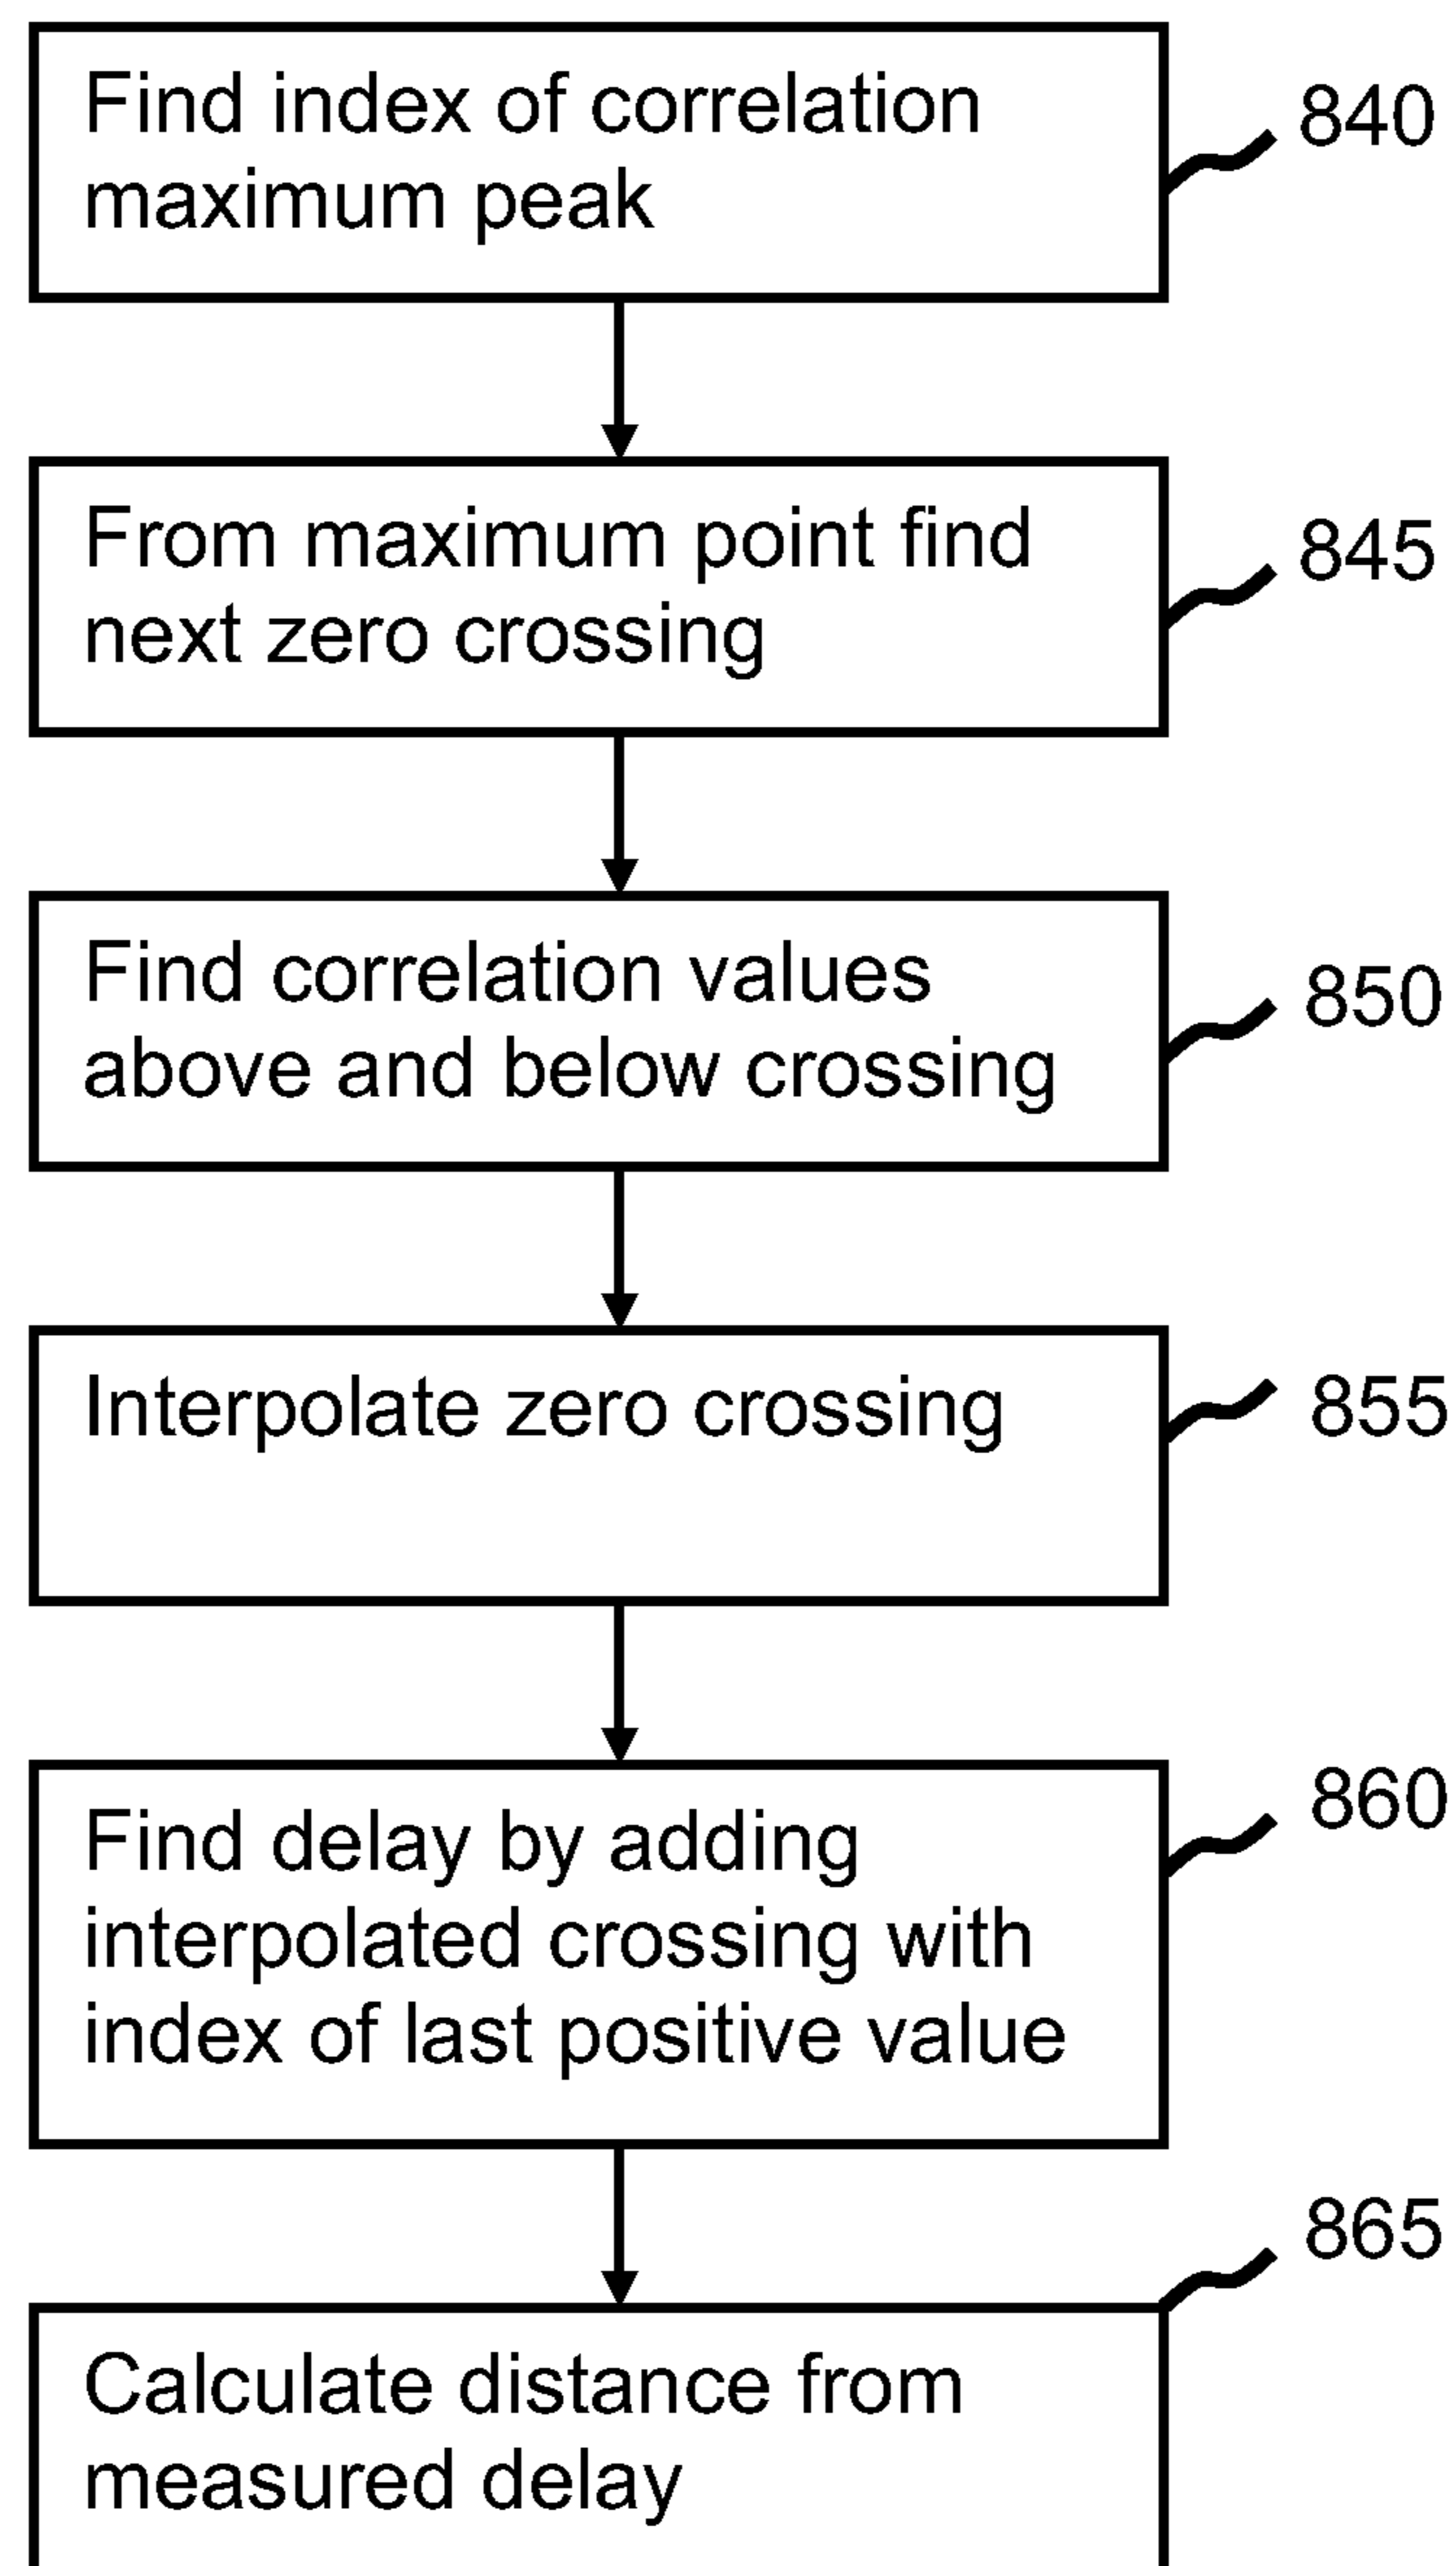 Find index of correlation
maximum peak
840
From maximum point find
next zero crossing
845
Find correlation values
above and below crossing
850
Interpolate zero crossing
855
Find delay by adding
interpolated crossing with
index of last positive value
860
865
Calculate distance from
measured delay